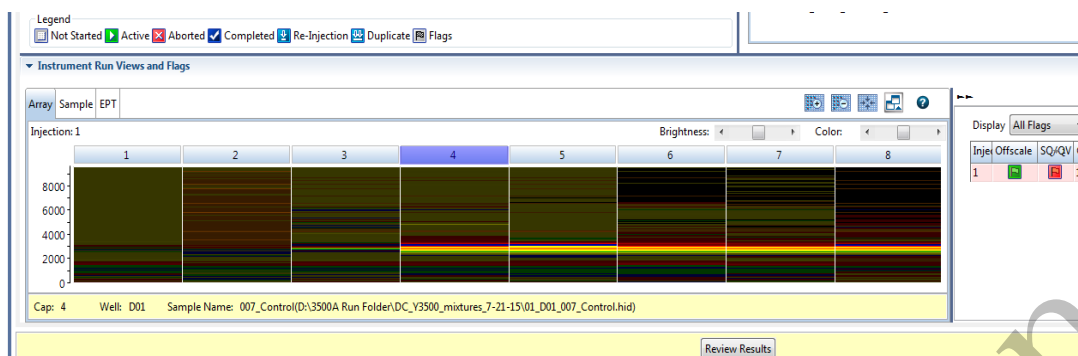 Legend
Not Started Active Aborted Completed Re-Injection Duplicate Flags
Instrument Run Views and Flags
Array Sample EPT
Injection: 1
Brightness:
Color:
Display All Flags
1 2 3 4 5 6 7 8
Offscale SQ/QV
1
8000
6000
4000
2000
0
Cap: 4 Well: D01 Sample Name: 007_Control(D:\3500A Run Folder\DC_Y3500_mixtures_7-21-15\01_D01_007_Control.hid)
Review Results